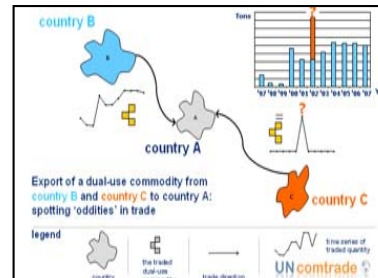 country B
?
Tons
B
'97 '98 '99 '00 '01 '02 '03 '04 '05 '06 '07
A
country A
?
C
country C
Export of a dual-use commodity from
country B and country C to country A:
spotting 'oddities' in trade
legend
country
the traded
dual-use
trade direction
time series of
traded quantity
UN comtrade